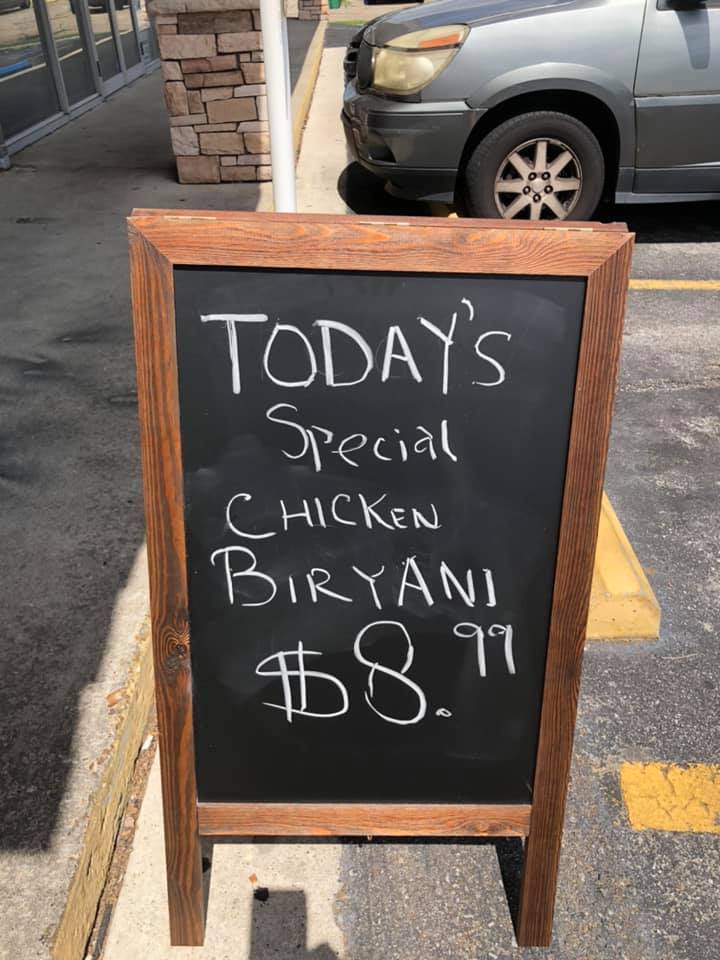 TODAY'S
Special
CHICKEN
BIRYANI
$8.99